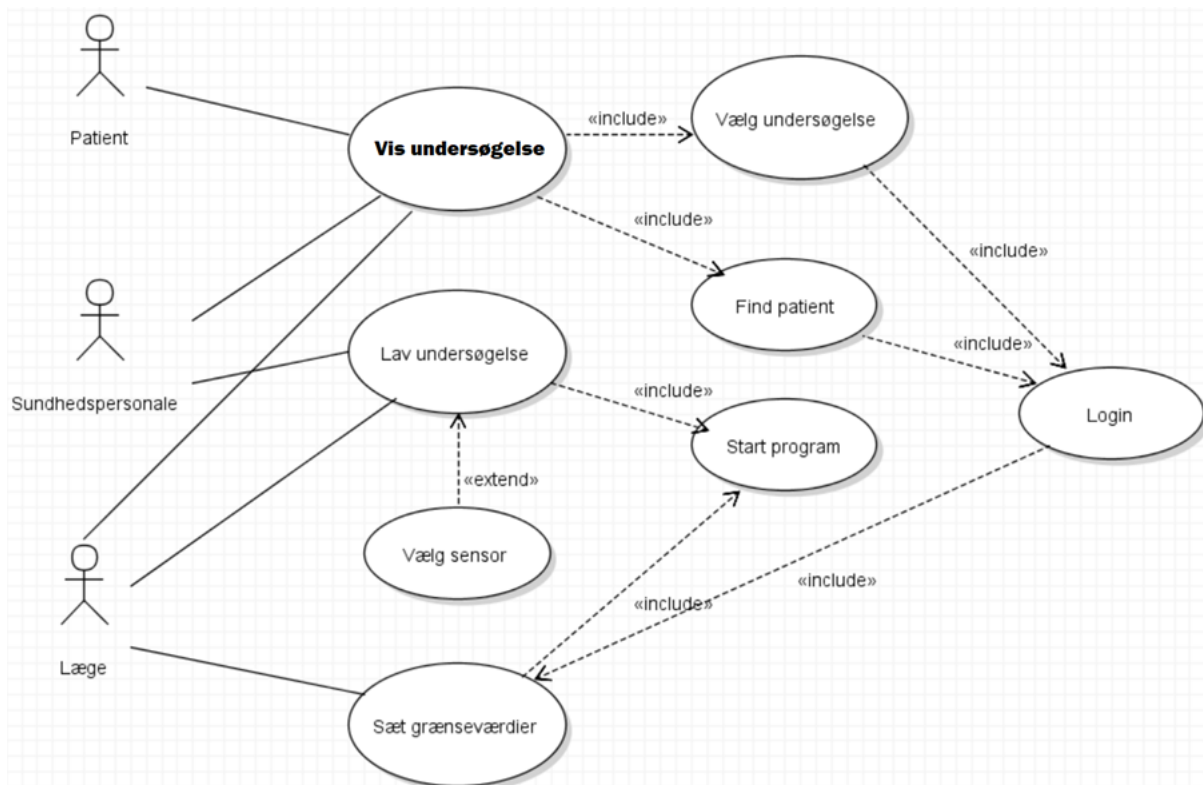 Patient
Vis undersøgelse
«include»
Vælg undersøgelse
«include»
«include»
Find patient
Sundhedspersonale
Lav undersøgelse
«include»
«include»
Start program
Login
«extend»
Vælg sensor
«include»
«include»
Læge
Sæt grænseværdier